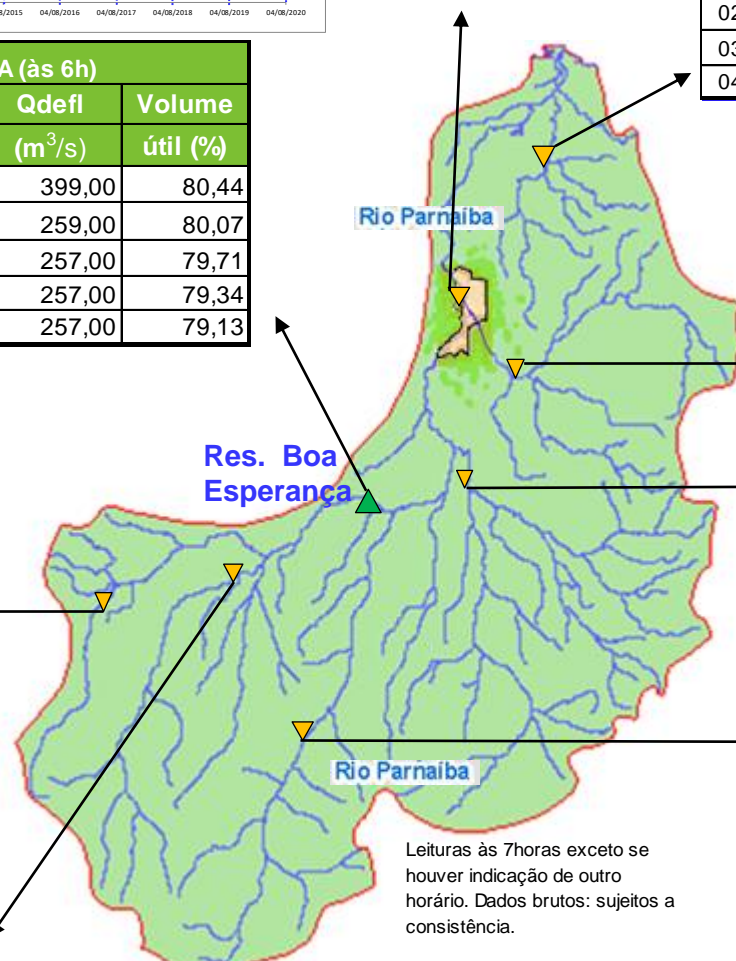 04/08/2016 04/08/2017 04/08/2018 04/08/2019 04/08/2020
02
03
04
A (às 6h)
Qdefl Volume
(m³/s) útil (%)
399,00 80,44
259,00 80,07
257,00 79,71
257,00 79,34
257,00 79,13
Rio Parnaíba
Res. Boa
Esperança
Rio Parnaíba
Leituras às 7horas exceto se
houver indicação de outro
horário. Dados brutos: sujeitos a
consistência.